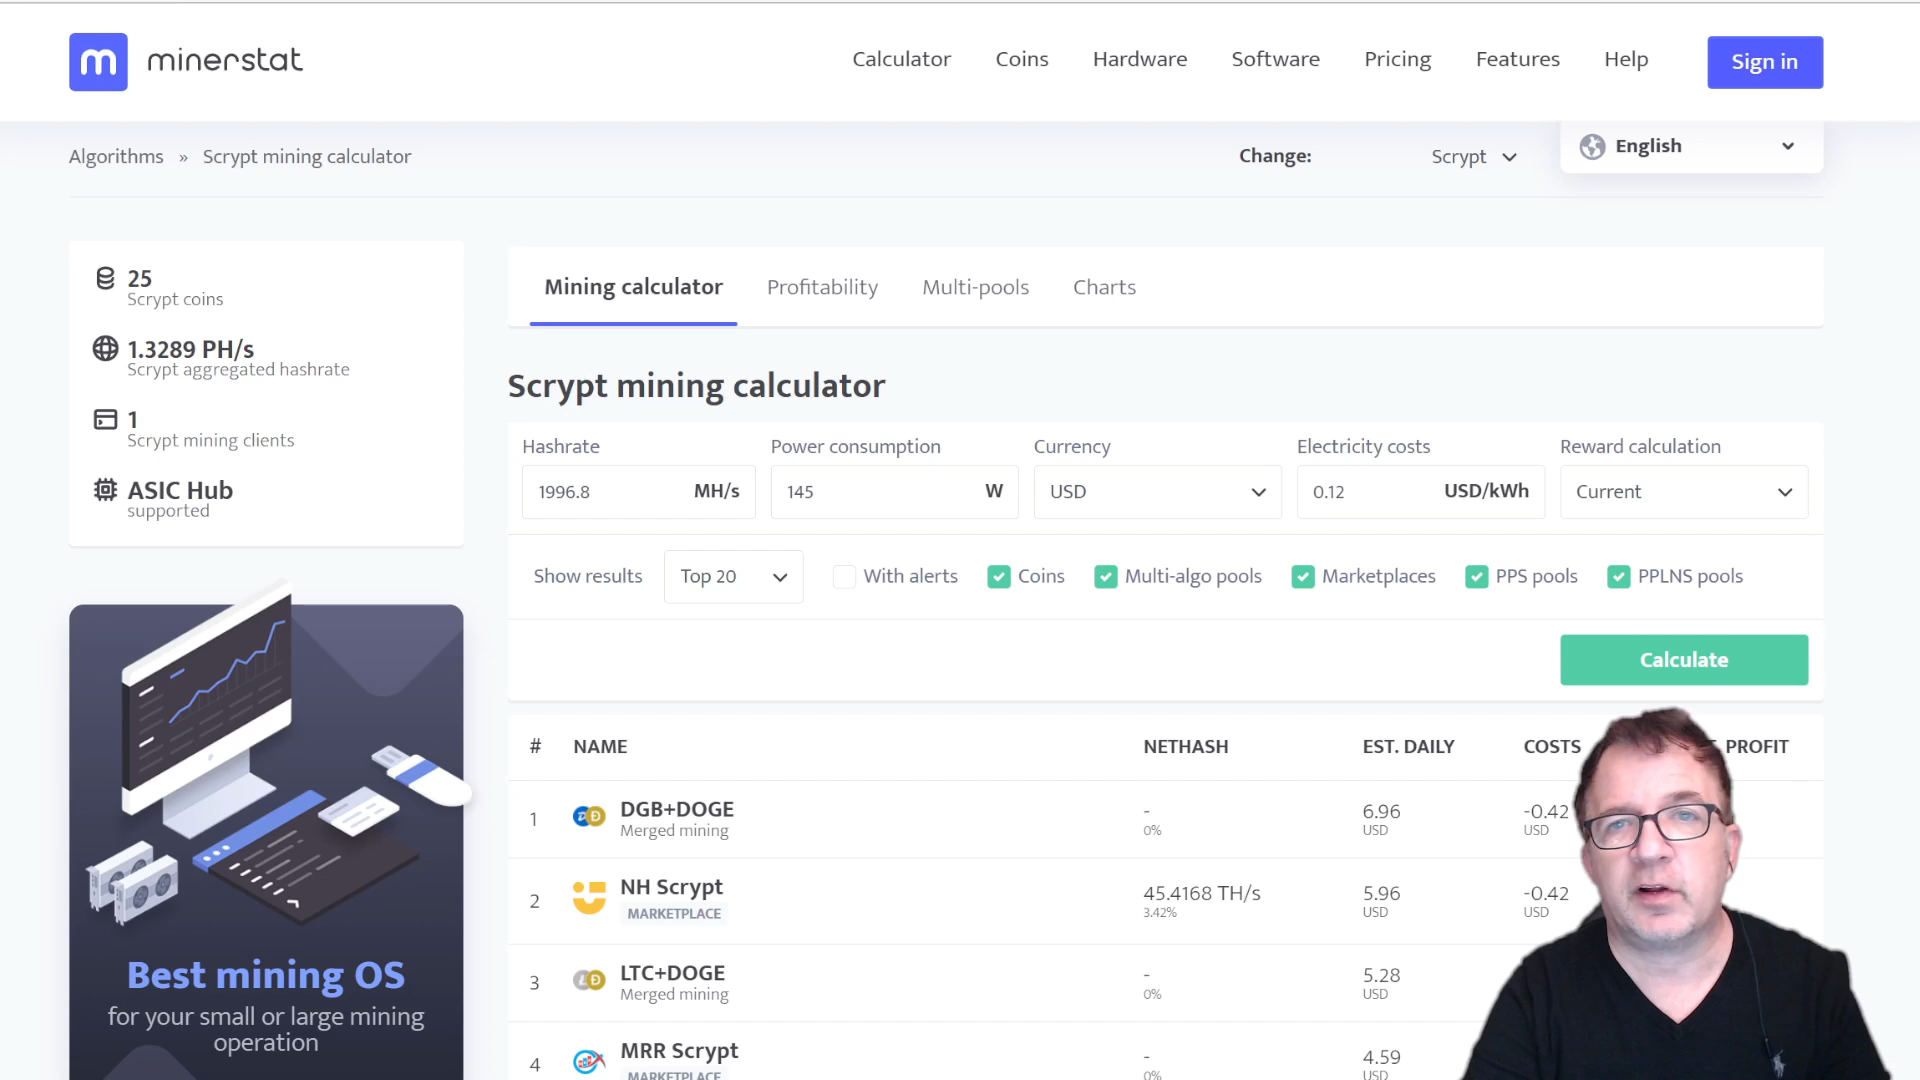 m minerstat
Calculator Coins Hardware Software Pricing Features Help Sign in
Algorithms » Scrypt mining calculator
Change: Scrypt
English
25
Scrypt coins
1.3289 PH/s
Scrypt aggregated hashrate
1
Scrypt mining clients
ASIC Hub
supported
Best mining OS
for your small or large mining
operation
Mining calculator Profitability Multi-pools Charts
Scrypt mining calculator
Hashrate Power consumption Currency Electricity costs Reward calculation
1996.8 MH/s 145 W USD 0.12 USD/kWh Current
Show results Top 20 With alerts Coins Multi-algo pools Marketplaces PPS pools PPLNS pools
Calculate
# NAME NETHASH EST. DAILY COSTS PROFIT
1 DGB+DOGE - 6.96 -0.42
Merged mining 0% USD USD
2 NH Scrypt 45.4168 TH/s 5.96 -0.42
MARKETPLACE 3.42% USD USD
3 LTC+DOGE - 5.28
Merged mining 0% USD
4 MRR Scrypt - 4.59
MARKETPLACE 0% USD